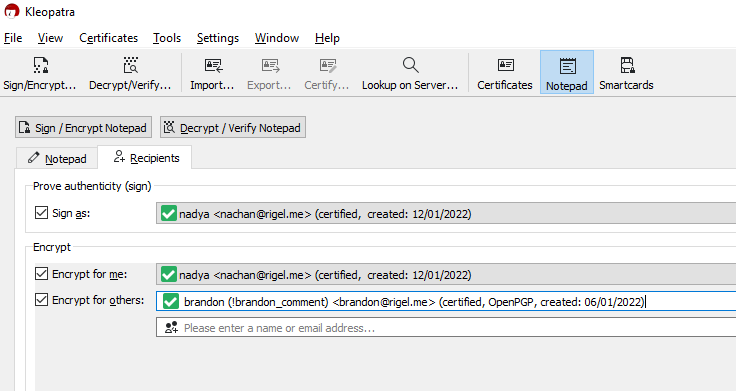 Kleopatra
File View Certificates Tools Settings Window Help
Sign/Encrypt... Decrypt/Verify... Import... Export... Certify... Lookup on Server... Certificates Notepad Smartcards
Sign / Encrypt Notepad Decrypt / Verify Notepad
Notepad Recipients
Prove authenticity (sign)
Sign as: nadya <nachan@rigel.me> (certified, created: 12/01/2022)
Encrypt
Encrypt for me: nadya <nachan@rigel.me> (certified, created: 12/01/2022)
Encrypt for others: brandon (!brandon_comment) <brandon@rigel.me> (certified, OpenPGP, created: 06/01/2022)
Please enter a name or email address...